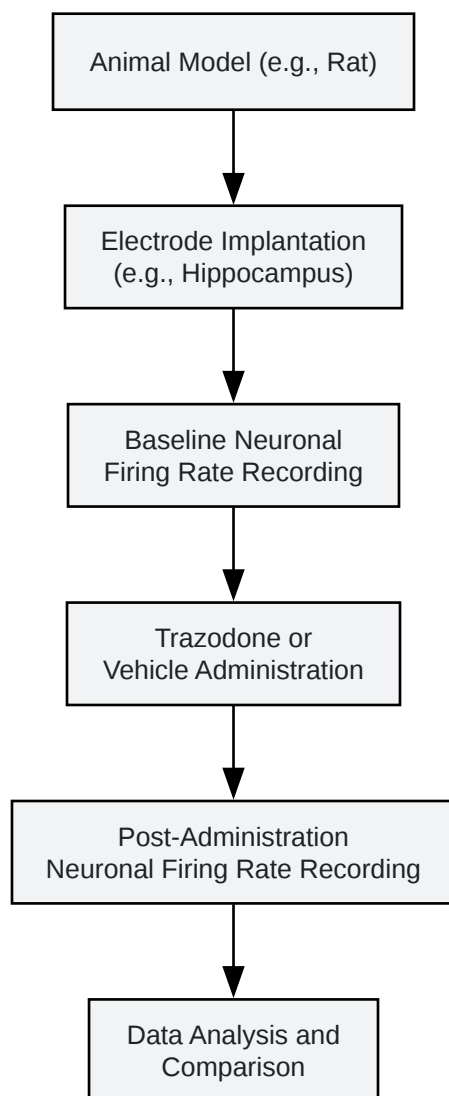 Animal Model (e.g., Rat)
Electrode Implantation
(e.g., Hippocampus)
Baseline Neuronal
Firing Rate Recording
Trazodone or
Vehicle Administration
Post-Administration
Neuronal Firing Rate Recording
Data Analysis and
Comparison